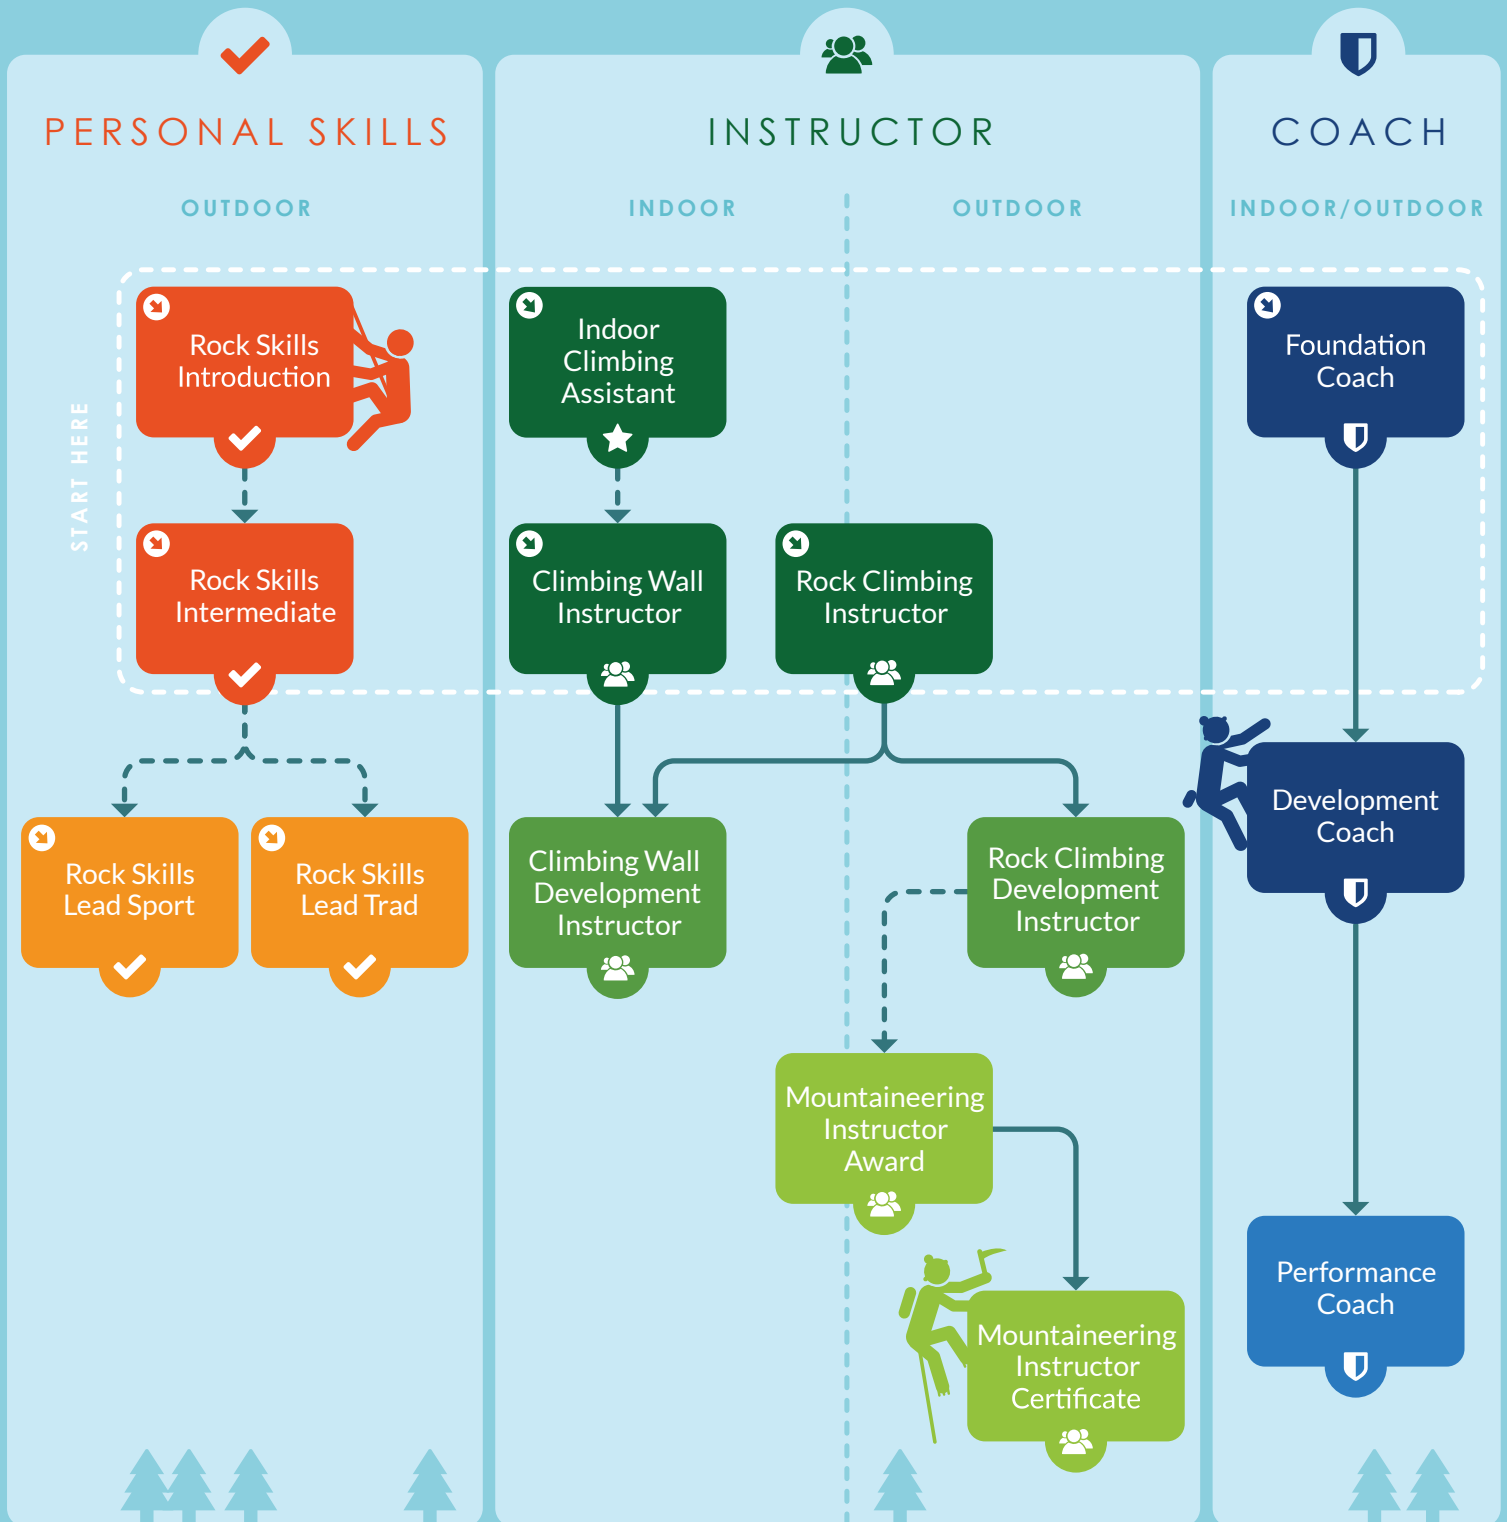 PERSONAL SKILLS
OUTDOOR
INSTRUCTOR
INDOOR
OUTDOOR
COACH
INDOOR/OUTDOOR
START HERE
Rock Skills
Introduction
Indoor
Climbing
Assistant
Foundation
Coach
Rock Skills
Intermediate
Climbing Wall
Instructor
Rock Climbing
Instructor
Development
Coach
Rock Skills
Lead Sport
Rock Skills
Lead Trad
Climbing Wall
Development
Instructor
Rock Climbing
Development
Instructor
Mountaineering
Instructor
Award
Performance
Coach
Mountaineering
Instructor
Certificate